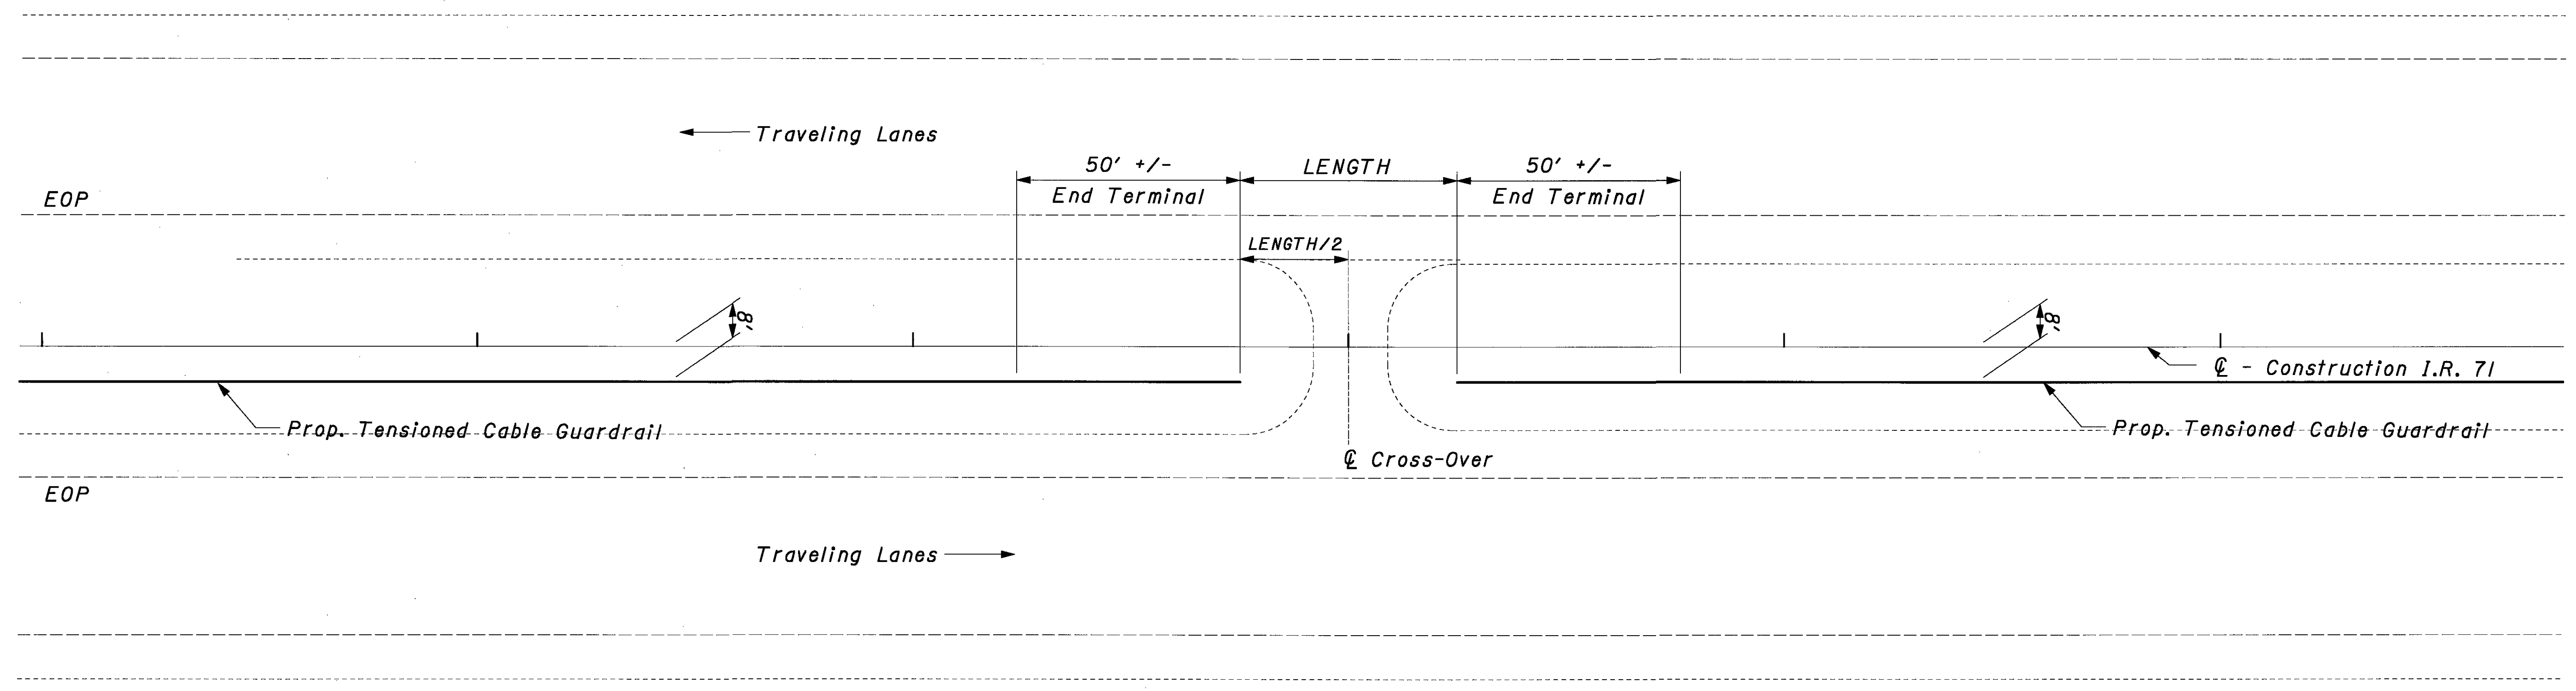 Traveling Lanes
50' +/-
LENGTH
50' +/-
End Terminal
End Terminal
EOP
LENGTH/2
8'
8'
℄ - Construction I.R. 71
Prop. Tensioned Cable Guardrail
Prop. Tensioned Cable Guardrail
℄ Cross-Over
EOP
Traveling Lanes